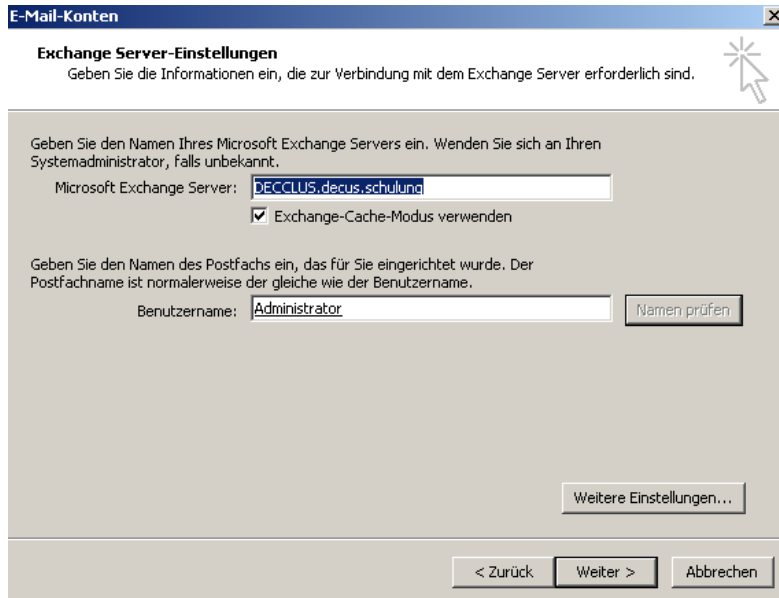 E-Mail-Konten
Exchange Server-Einstellungen
Geben Sie die Informationen ein, die zur Verbindung mit dem Exchange Server erforderlich sind.
Geben Sie den Namen Ihres Microsoft Exchange Servers ein. Wenden Sie sich an Ihren
Systemadministrator, falls unbekannt.
Microsoft Exchange Server: DECCLUS.decus.schulung
Exchange-Cache-Modus verwenden
Geben Sie den Namen des Postfachs ein, das für Sie eingerichtet wurde. Der
Postfachname ist normalerweise der gleiche wie der Benutzername.
Benutzername: Administrator Namen prüfen
Weitere Einstellungen...
< Zurück Weiter > Abbrechen